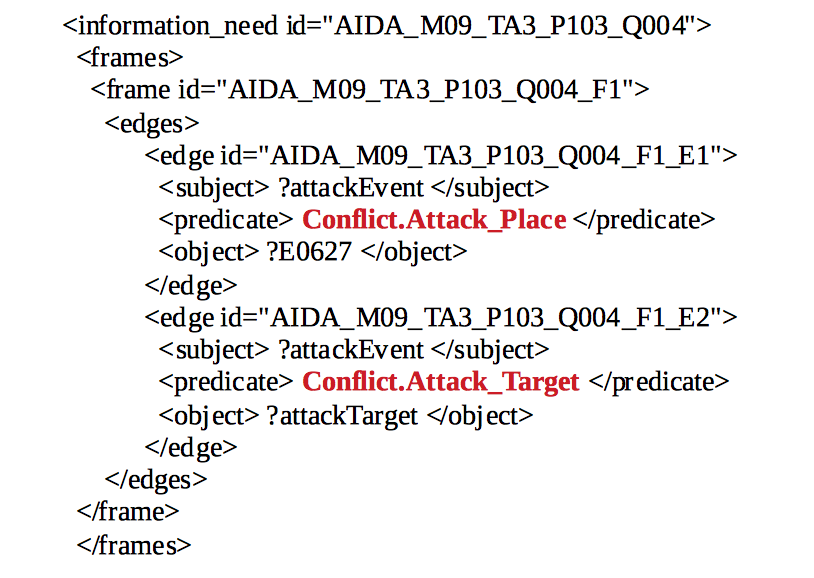 <information_need id="AIDA_M09_TA3_P103_Q004">
<frames>
<frame id="AIDA_M09_TA3_P103_Q004_F1">
<edges>
<edge id="AIDA_M09_TA3_P103_Q004_F1_E1">
<subject> ?attackEvent </subject>
<predicate> Conflict.Attack_Place </predicate>
<object> ?E0627 </object>
</edge>
<edge id="AIDA_M09_TA3_P103_Q004_F1_E2">
<subject> ?attackEvent </subject>
<predicate> Conflict.Attack_Target </predicate>
<object> ?attackTarget </object>
</edge>
</edges>
</frame>
</frames>